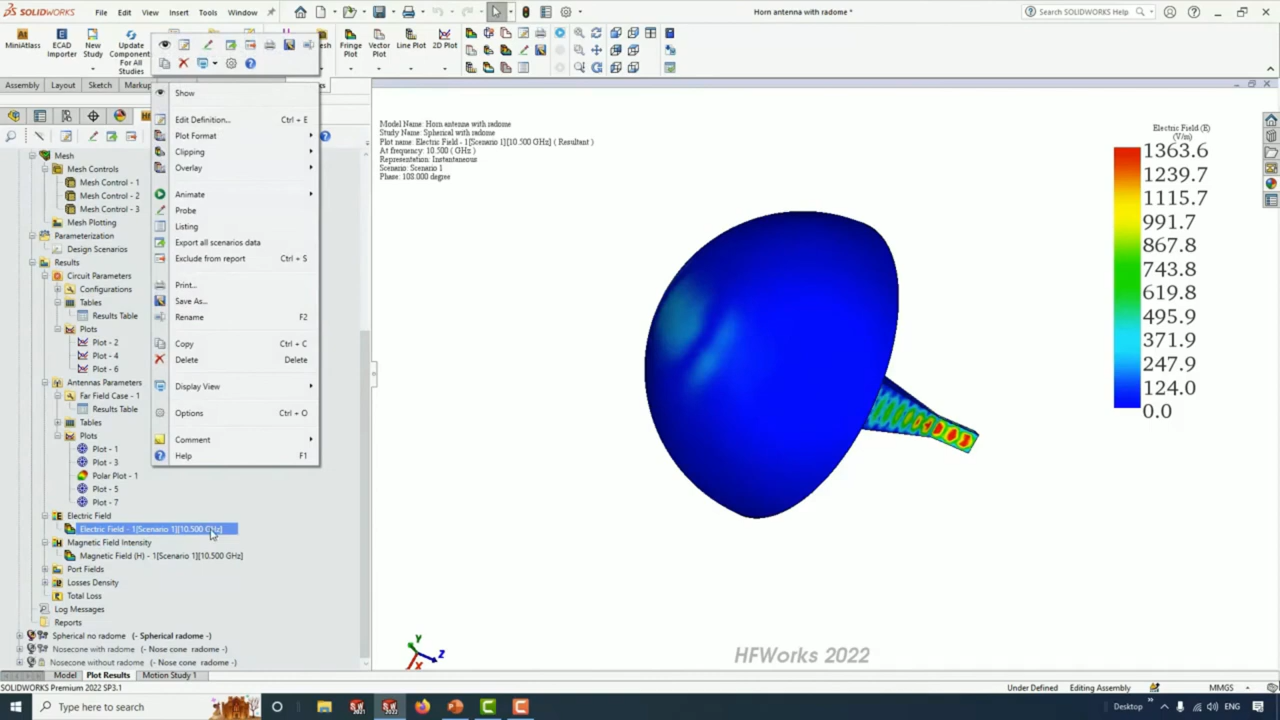 SOLIDWORKS
File
Edit
View
Insert
Tools
Window
Horn antenna with radome *
Search SOLIDWORKS Help
MiniAtlass
ECAD
Importer
New
Study
Update
Component
For All
Studies
Fringe
Plot
Vector
Plot
Line Plot
2D Plot
Assembly
Layout
Sketch
Markup
Show
Edit Definition... Ctrl + E
Plot Format
Clipping
Overlay
Animate
Probe
Listing
Export all scenarios data
Exclude from report Ctrl + S
Print...
Save As...
Rename F2
Copy Ctrl + C
Delete Delete
Display View
Options Ctrl + O
Comment
Help F1
Mesh
Mesh Controls
Mesh Control - 1
Mesh Control - 2
Mesh Control - 3
Mesh Plotting
Parameterization
Design Scenarios
Results
Circuit Parameters
Configurations
Tables
Results Table
Plots
Plot - 2
Plot - 4
Plot - 6
Antennas Parameters
Far Field Case - 1
Results Table
Tables
Plots
Plot - 1
Plot - 3
Polar Plot - 1
Plot - 5
Plot - 7
Electric Field
Electric Field - 1[Scenario 1][10.500 GHz]
Magnetic Field Intensity
Magnetic Field (H) - 1[Scenario 1][10.500 GHz]
Port Fields
Losses Density
Total Loss
Log Messages
Reports
Spherical no radome (- Spherical radome -)
Nosecone with radome (- Nose cone radome -)
Nosecone without radome (- Nose cone radome -)
Model Name: Horn antenna with radome
Study Name: Spherical with radome
Plot name: Electric Field - 1[Scenario 1][10.500 GHz] ( Resultant )
At frequency: 10.500 ( GHz )
Representation: Instantaneous
Scenario: Scenario 1
Phase: 108.000 degree
Electric Field (E)
(V/m)
1363.6
1239.7
1115.7
991.7
867.8
743.8
619.8
495.9
371.9
247.9
124.0
0.0
Y
Z
X
HFWorks 2022
Model
Plot Results
Motion Study 1
SOLIDWORKS Premium 2022 SP3.1
Under Defined
Editing Assembly
MMGS
Type here to search
Desktop
ENG